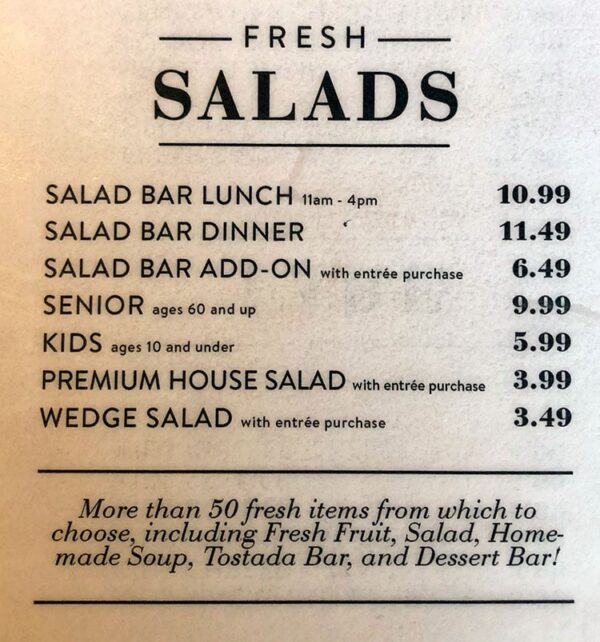 FRESH
SALADS
SALAD BAR LUNCH 11am - 4pm 10.99
SALAD BAR DINNER 11.49
SALAD BAR ADD-ON with entrée purchase 6.49
SENIOR ages 60 and up 9.99
KIDS ages 10 and under 5.99
PREMIUM HOUSE SALAD with entrée purchase 3.99
WEDGE SALAD with entrée purchase 3.49
More than 50 fresh items from which to
choose, including Fresh Fruit, Salad, Home-
made Soup, Tostada Bar, and Dessert Bar!